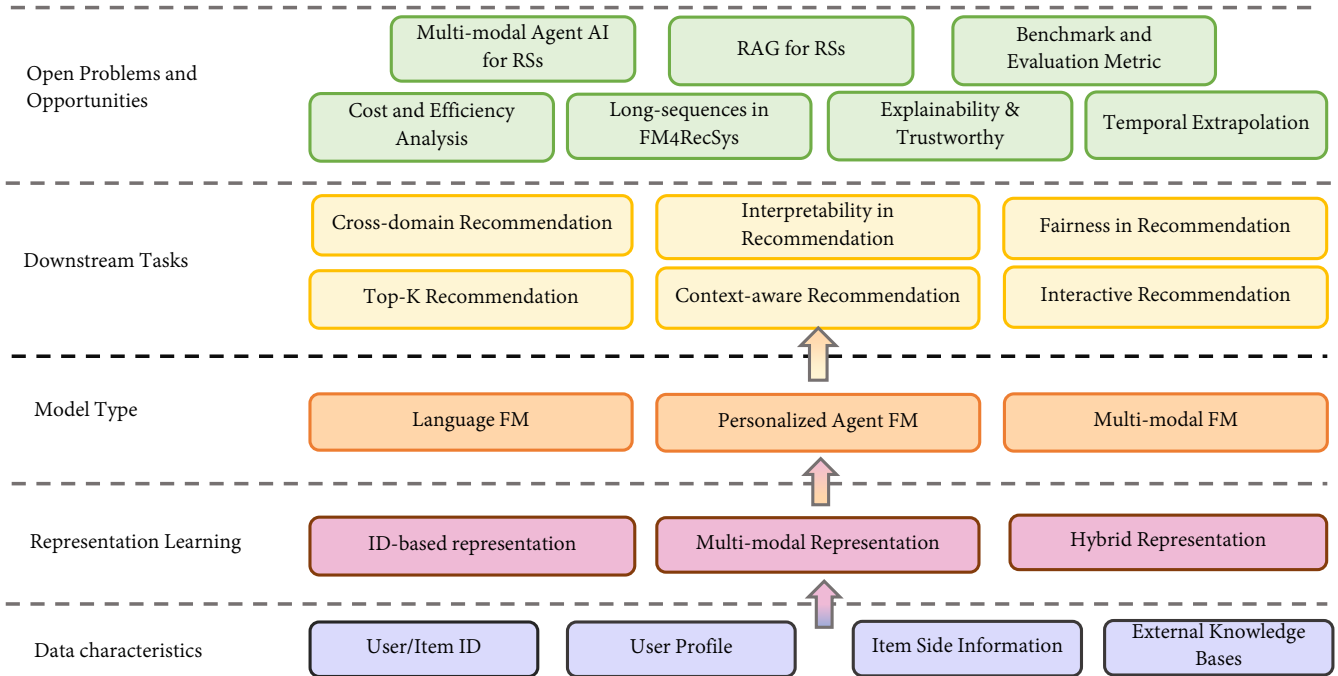 Open Problems and
Opportunities
Multi-modal Agent AI
for RSs
RAG for RSs
Benchmark and
Evaluation Metric
Cost and Efficiency
Analysis
Long-sequences in
FM4RecSys
Explainability &
Trustworthy
Temporal Extrapolation
Downstream Tasks
Cross-domain Recommendation
Interpretability in
Recommendation
Fairness in Recommendation
Top-K Recommendation
Context-aware Recommendation
Interactive Recommendation
Model Type
Language FM
Personalized Agent FM
Multi-modal FM
Representation Learning
ID-based representation
Multi-modal Representation
Hybrid Representation
Data characteristics
User/Item ID
User Profile
Item Side Information
External Knowledge
Bases